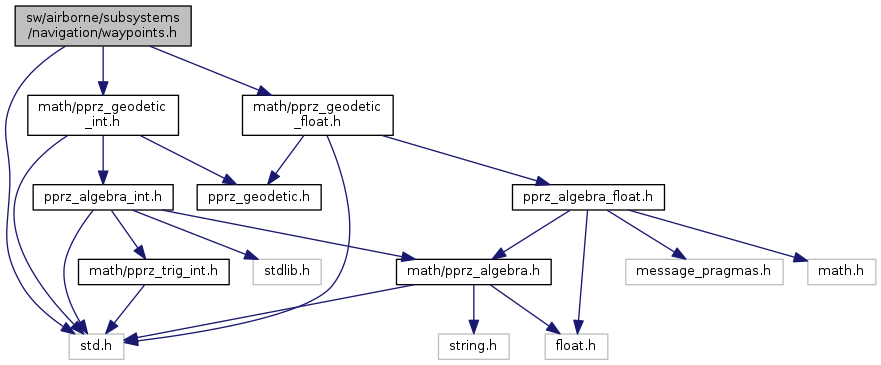 sw/airborne/subsystems
/navigation/waypoints.h
math/pprz_geodetic
_int.h
math/pprz_geodetic
_float.h
pprz_algebra_int.h
pprz_geodetic.h
pprz_algebra_float.h
math/pprz_trig_int.h
stdlib.h
math/pprz_algebra.h
message_pragmas.h
math.h
std.h
string.h
float.h